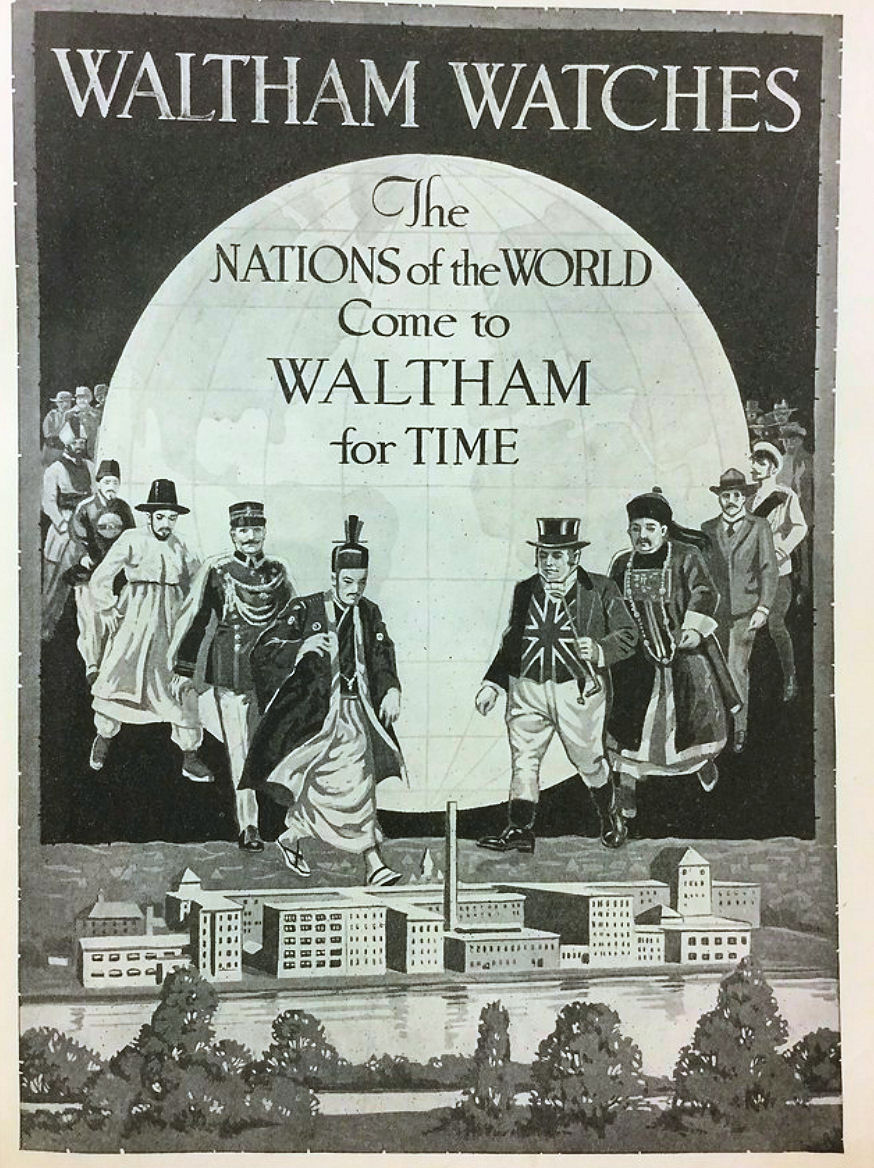 WALTHAM WATCHES
The
NATIONS of the WORLD
Come to
WALTHAM
for TIME